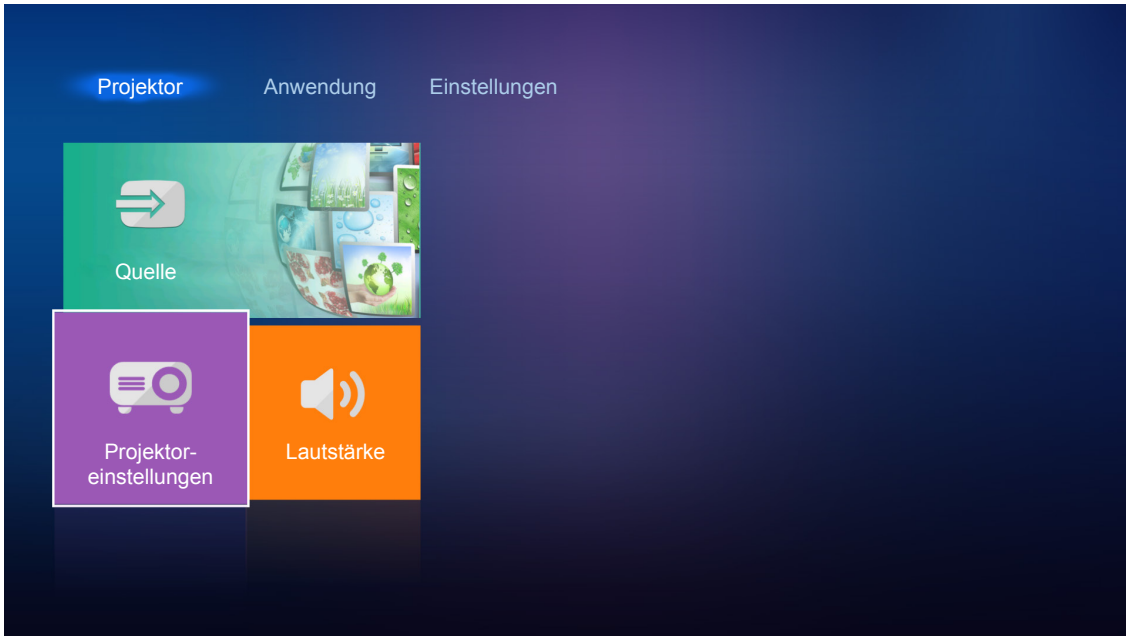 Projektor Anwendung Einstellungen
Quelle
Projektor-
einstellungen
Lautstärke